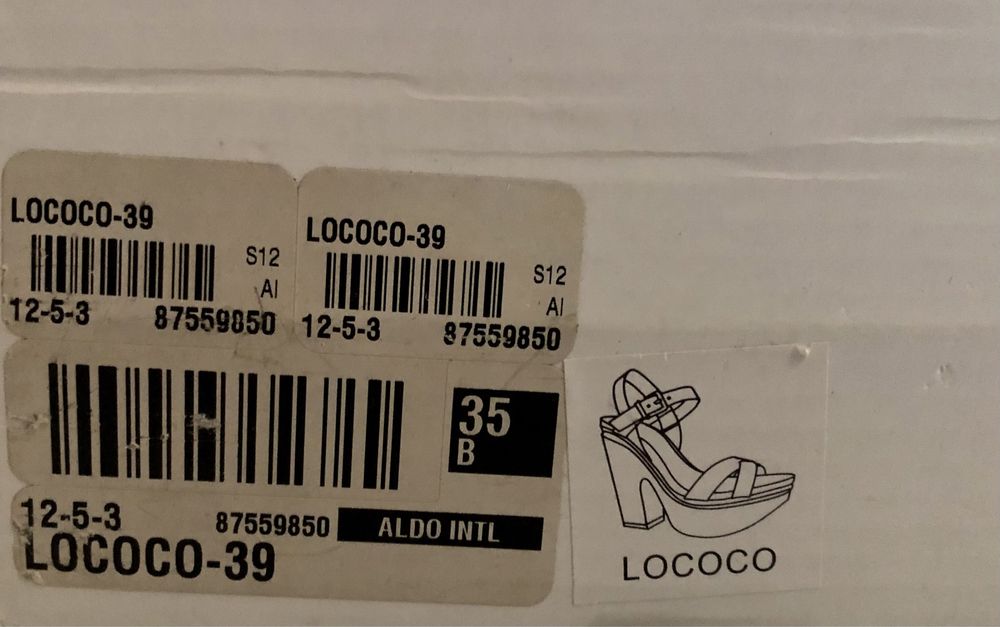 LOCOCO-39
S12
AI
12-5-3 87559850
LOCOCO-39
S12
AI
12-5-3 87559850
35
B
12-5-3 87559850 ALDO INTL
LOCOCO-39
LOCOCO